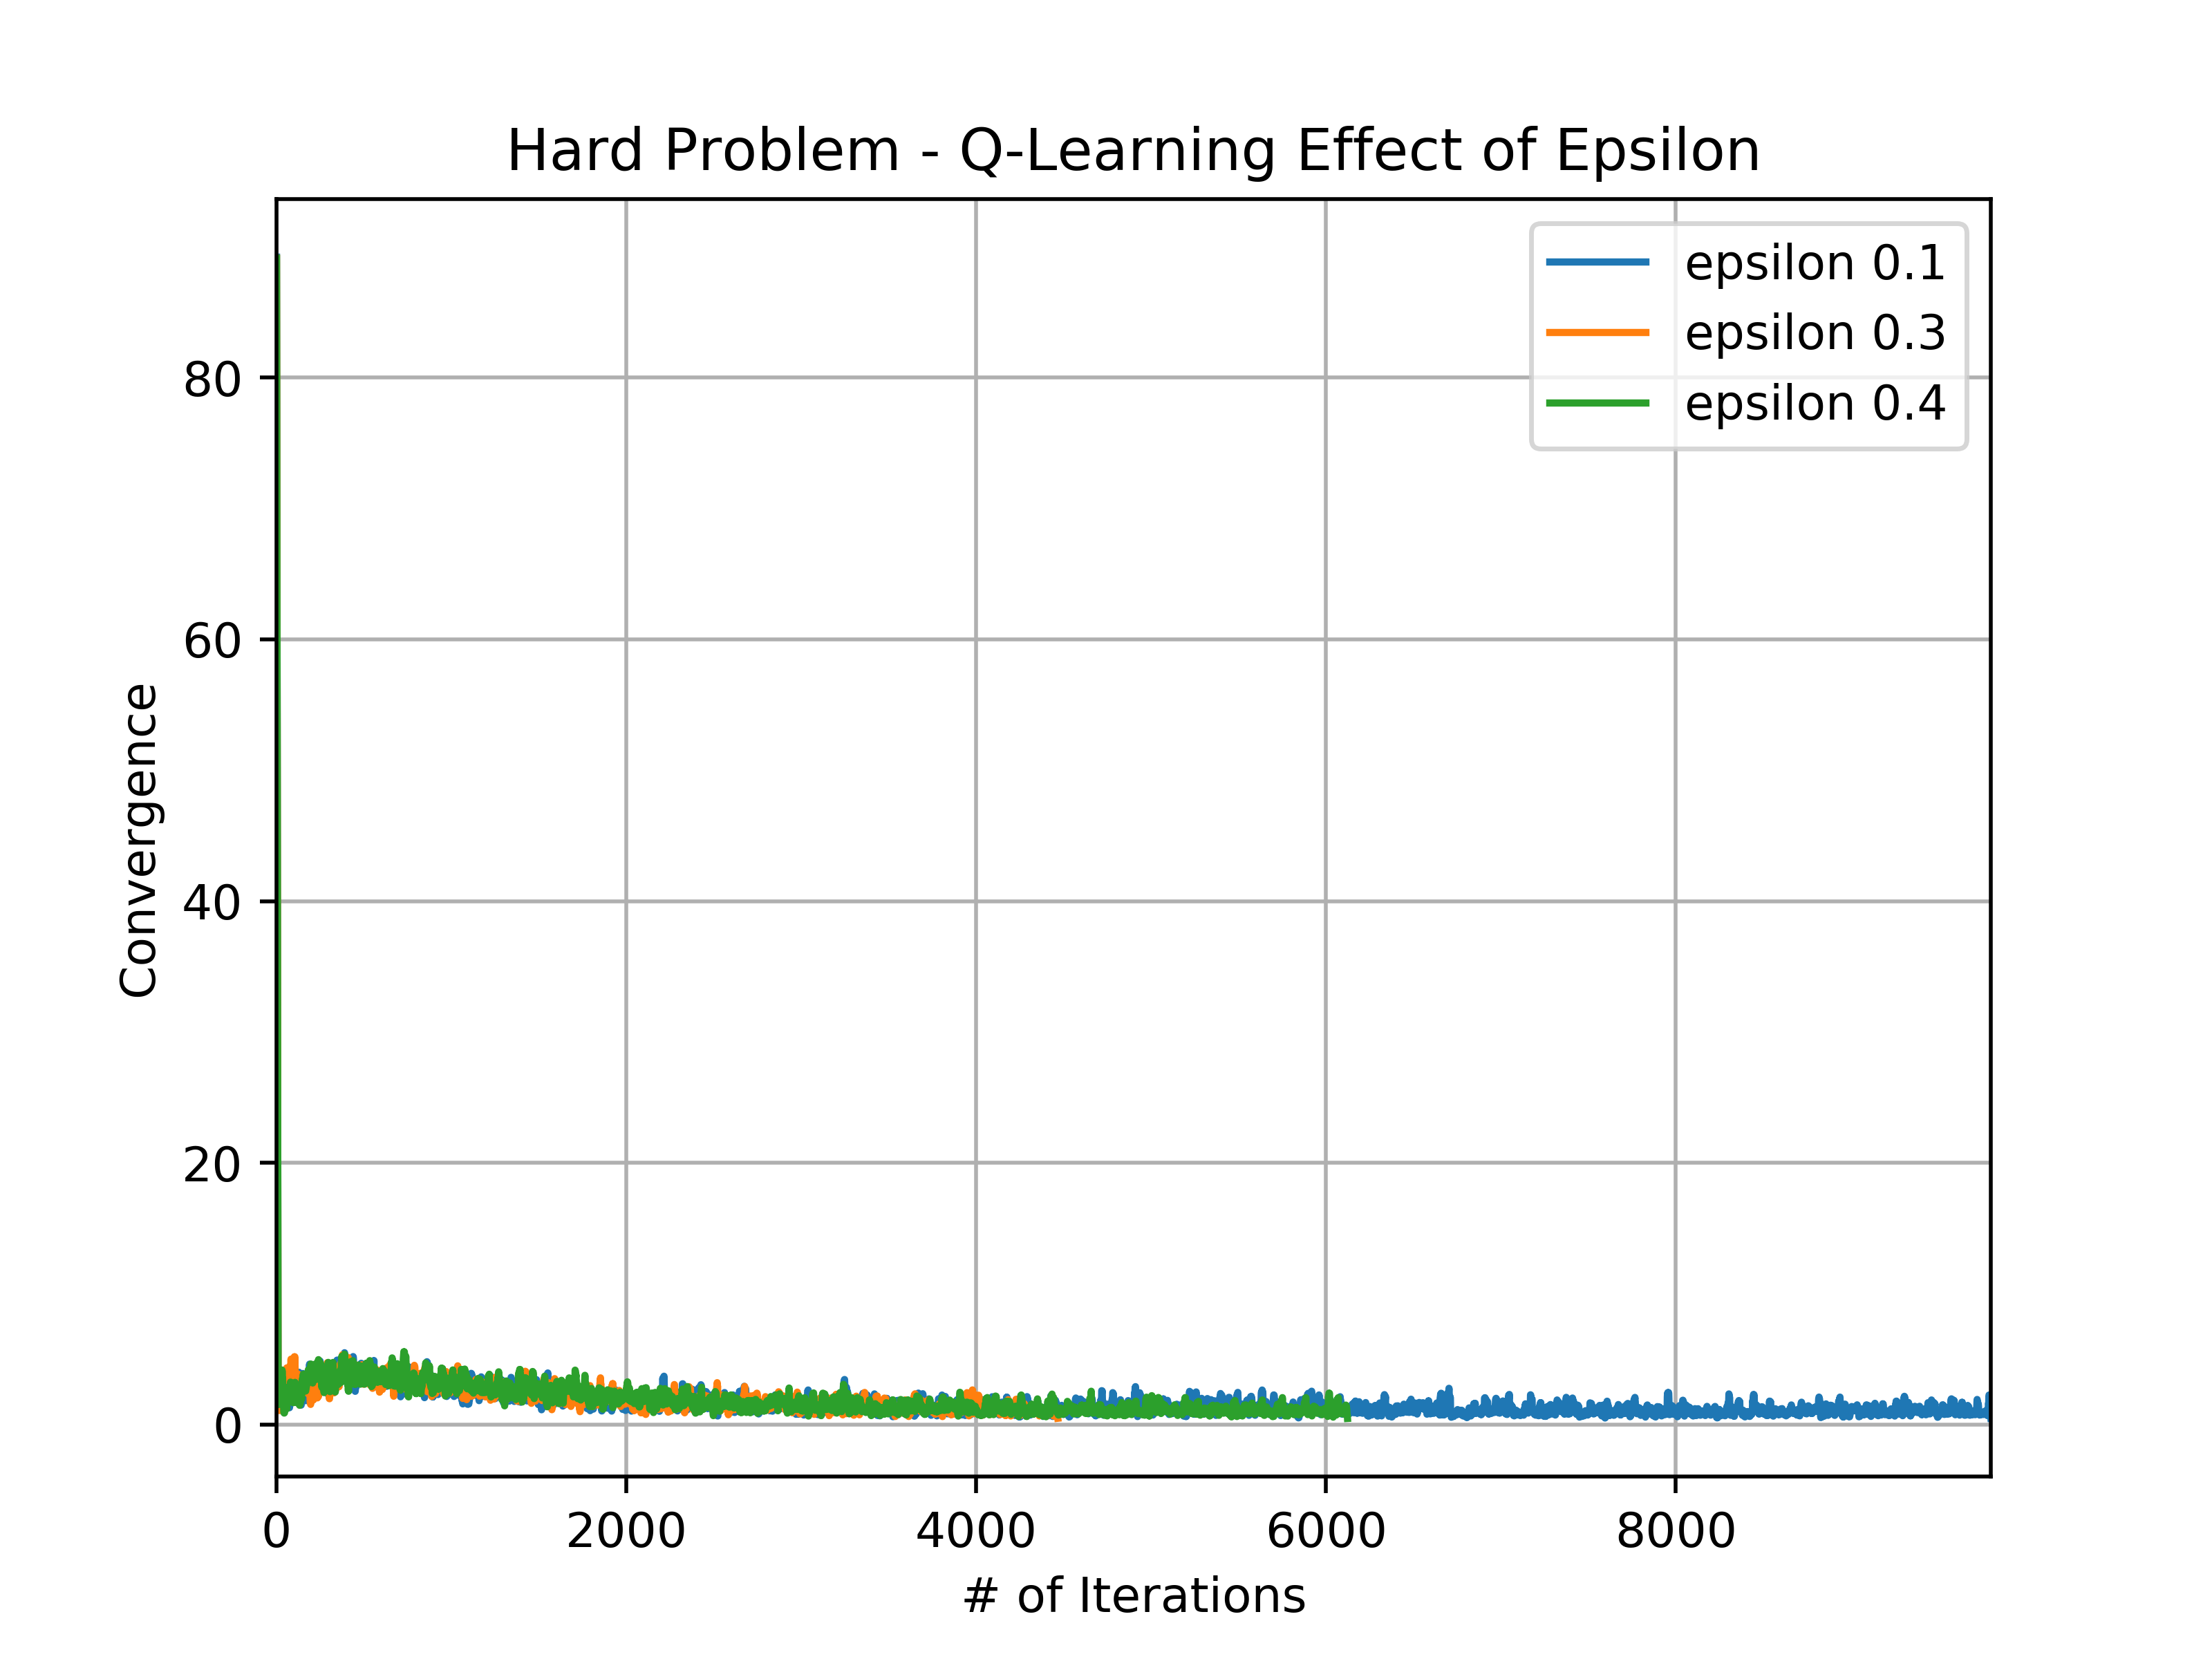 Hard Problem - Q-Learning Effect of Epsilon
epsilon 0.1
epsilon 0.3
epsilon 0.4
Convergence
80
60
40
20
0
0 2000 4000 6000 8000
# of Iterations